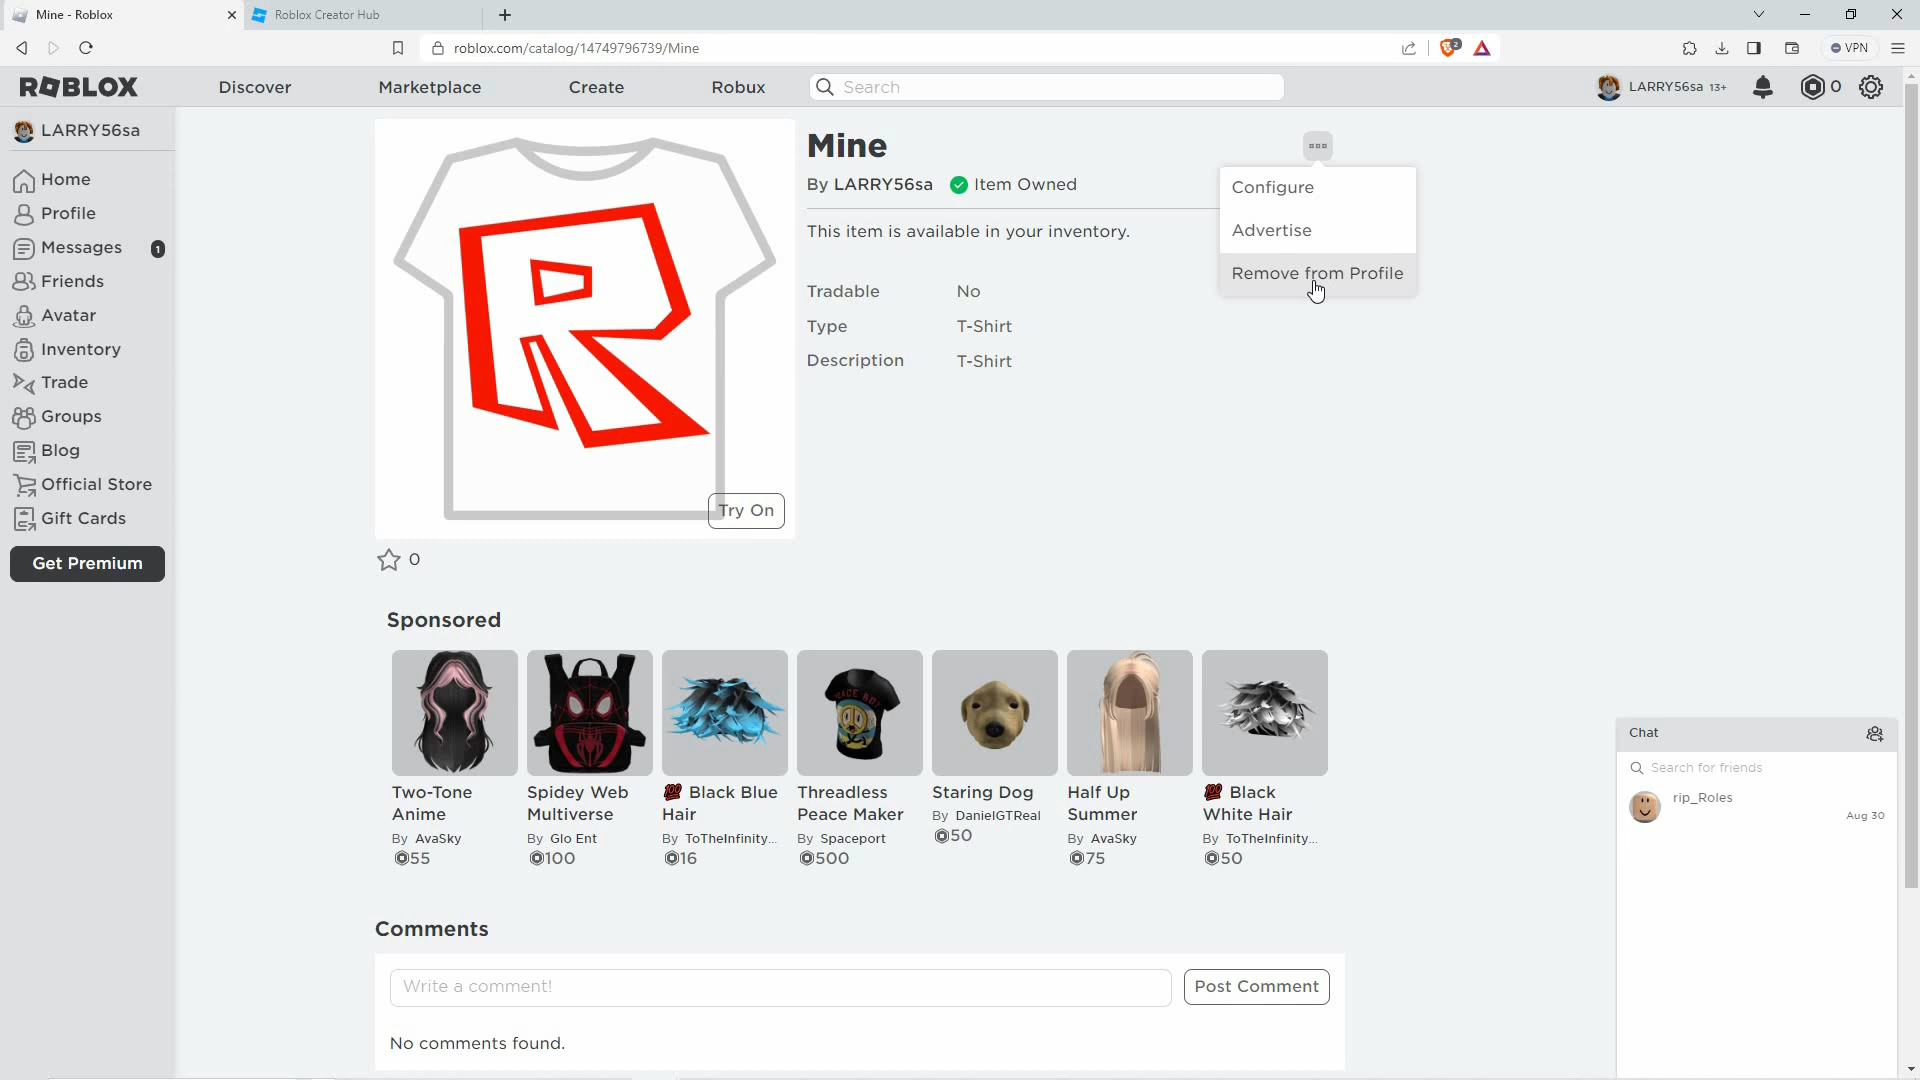 Mine - Roblox
Roblox Creator Hub
roblox.com/catalog/14749796739/Mine
2
VPN
ROBLOX
Discover
Marketplace
Create
Robux
Search
LARRY56sa 13+
0
LARRY56sa
Home
Profile
Messages 1
Friends
Avatar
Inventory
Trade
Groups
Blog
Official Store
Gift Cards
Get Premium
R
Try On
0
Mine
By LARRY56sa
Item Owned
This item is available in your inventory.
Tradable No
Type T-Shirt
Description T-Shirt
Configure
Advertise
Remove from Profile
Sponsored
Two-Tone
Anime
By AvaSky
55
Spidey Web
Multiverse
By Glo Ent
100
💯 Black Blue
Hair
By ToTheInfinity...
16
Threadless
Peace Maker
By Spaceport
500
Staring Dog
By DanielGTReal
50
Half Up
Summer
By AvaSky
75
💯 Black
White Hair
By ToTheInfinity...
50
Comments
Write a comment!
Post Comment
No comments found.
Chat
Search for friends
rip_Roles
Aug 30